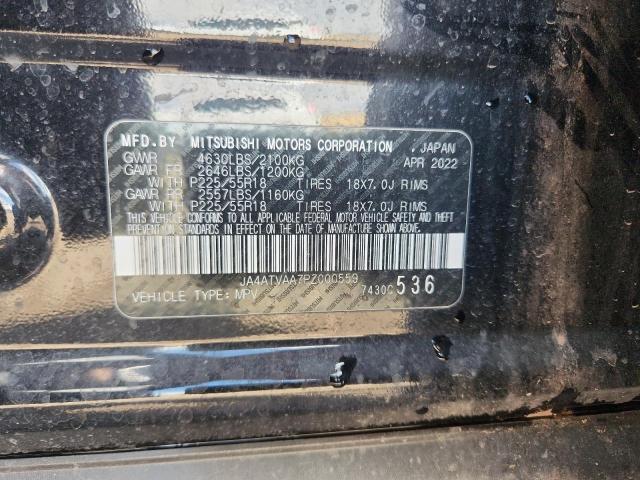 MFD.BY MITSUBISHI MOTORS CORPORATION JAPAN
GVWR 4630LBS/2100KG APR 2022
GAWR FR 2646LBS/1200KG
WITH P225/55R18 TIRES 18X7.0J RIMS
GAWR RR 2557LBS/1160KG
WITH P225/55R18 TIRES 18X7.0J RIMS
THIS VEHICLE CONFORMS TO ALL APPLICABLE FEDERAL MOTOR VEHICLE SAFETY AND THEFT
PREVENTION STANDARDS IN EFFECT ON THE DATE OF MANUFACTURE SHOWN ABOVE.
JA4ATVAA7PZ000559
VEHICLE TYPE: MPV 7430C 536